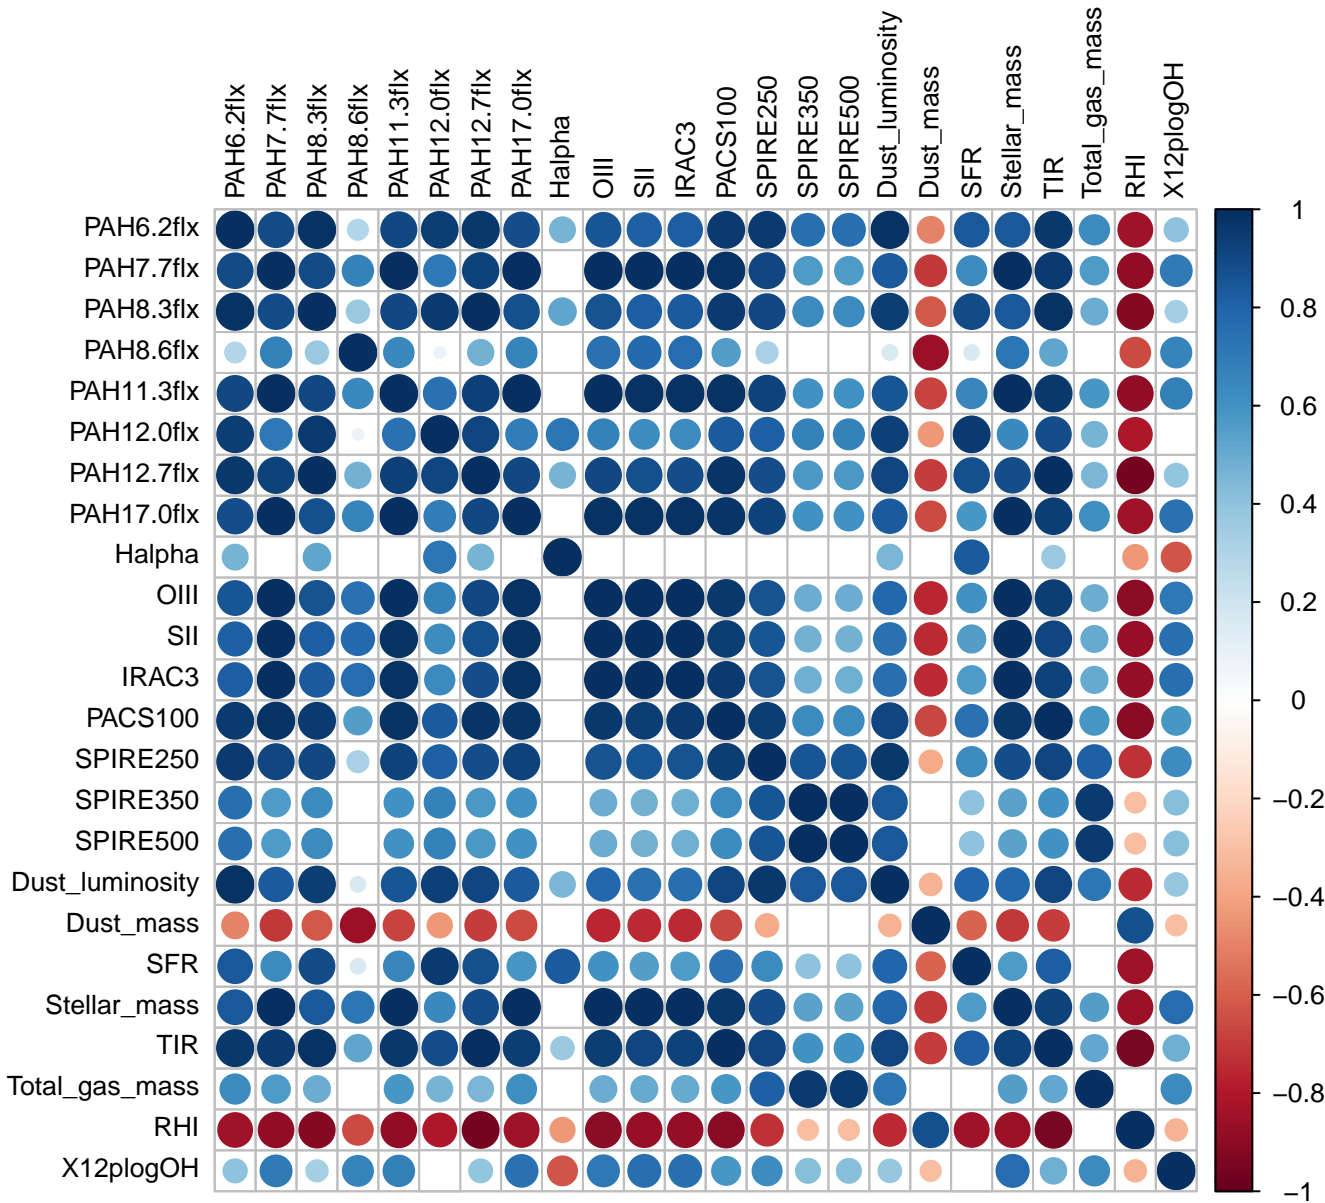 PAH6.2flx
PAH7.7flx
PAH8.3flx
PAH8.6flx
PAH11.3flx
PAH12.0flx
PAH12.7flx
PAH17.0flx
Halpha
OIII
SII
IRAC3
PACS100
SPIRE250
SPIRE350
SPIRE500
Dust_luminosity
Dust_mass
SFR
Stellar_mass
TIR
Total_gas_mass
RHI
X12plogOH
PAH6.2flx
PAH7.7flx
PAH8.3flx
PAH8.6flx
PAH11.3flx
PAH12.0flx
PAH12.7flx
PAH17.0flx
Halpha
OIII
SII
IRAC3
PACS100
SPIRE250
SPIRE350
SPIRE500
Dust_luminosity
Dust_mass
SFR
Stellar_mass
TIR
Total_gas_mass
RHI
X12plogOH
1
0.8
0.6
0.4
0.2
0
−0.2
−0.4
−0.6
−0.8
−1